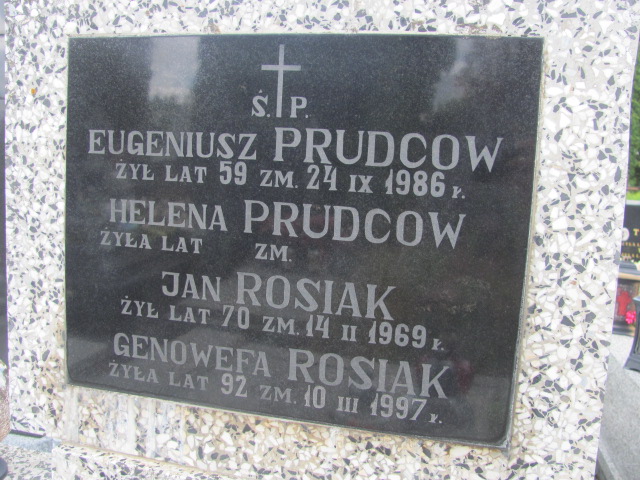 Ś. P.
EUGENIUSZ PRUDCOW
ŻYŁ LAT 59 ZM. 24 IX 1986 R.
HELENA PRUDCOW
ŻYŁA LAT ZM.
JAN ROSIAK
ŻYŁ LAT 70 ZM. 14 II 1969 R.
GENOWEFA ROSIAK
ŻYŁA LAT 92 ZM. 10 III 1997 R.